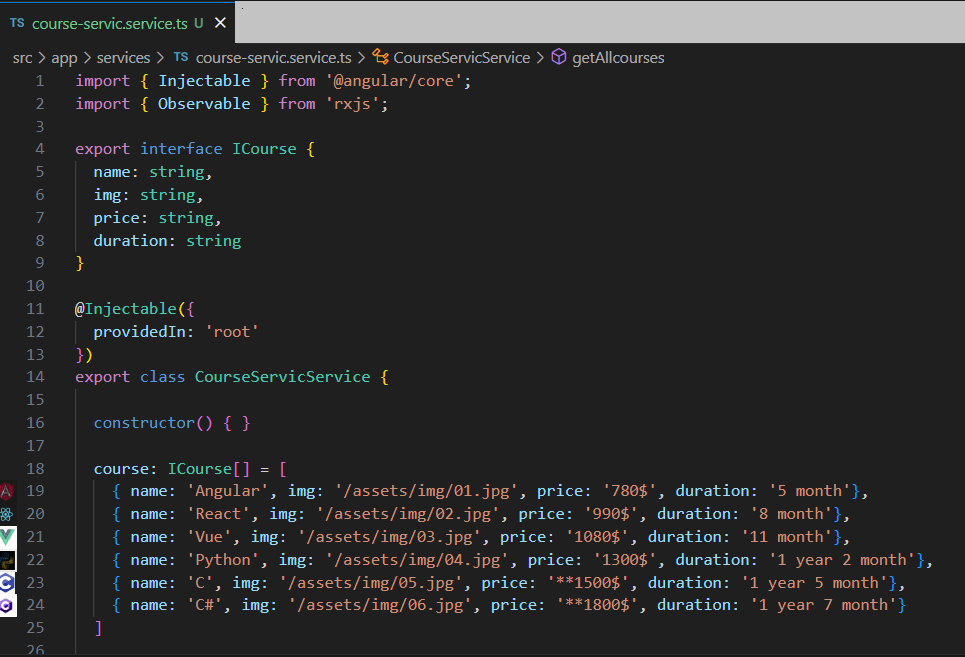 TS course-servic.service.ts U ×
src > app > services > TS course-servic.service.ts > CourseServicService > getAllcourses
1 import { Injectable } from '@angular/core';
2 import { Observable } from 'rxjs';
3
4 export interface ICourse {
5 name: string,
6 img: string,
7 price: string,
8 duration: string
9 }
10
11 @Injectable({
12 providedIn: 'root'
13 })
14 export class CourseServicService {
15
16 constructor() { }
17
18 course: ICourse[] = [
19 { name: 'Angular', img: '/assets/img/01.jpg', price: '780$', duration: '5 month'},
20 { name: 'React', img: '/assets/img/02.jpg', price: '990$', duration: '8 month'},
21 { name: 'Vue', img: '/assets/img/03.jpg', price: '1080$', duration: '11 month'},
22 { name: 'Python', img: '/assets/img/04.jpg', price: '1300$', duration: '1 year 2 month'},
23 { name: 'C', img: '/assets/img/05.jpg', price: '**1500$', duration: '1 year 5 month'},
24 { name: 'C#', img: '/assets/img/06.jpg', price: '**1800$', duration: '1 year 7 month'}
25 ]
26